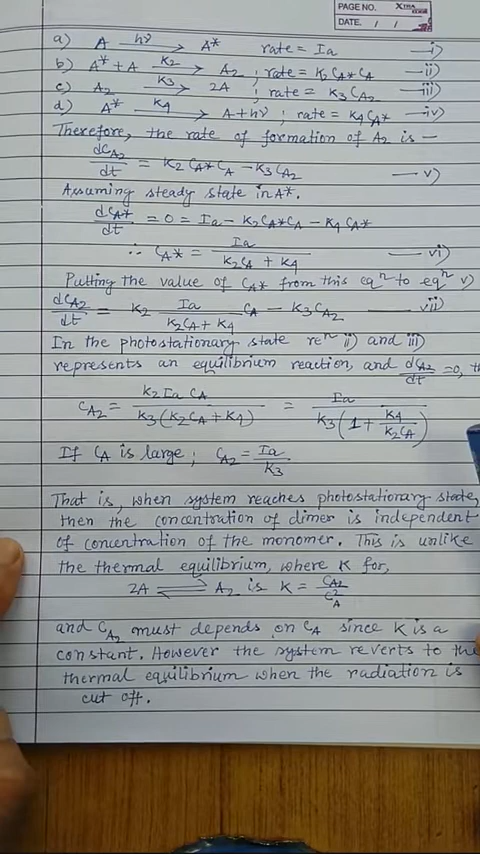 PAGE NO.
DATE. / /
a) A —hν→ A* rate = Ia —i)
b) A* + A —K2→ A2 ; rate = K2 CA* CA —ii)
c) A2 —K3→ 2A ; rate = K3 CA2 —iii)
d) A* —K4→ A + hν ; rate = K4 CA* —iv)
Therefore, the rate of formation of A2 is –
dCA2/dt = K2 CA* CA – K3 CA2 —v)
Assuming steady state in A*.
dCA*/dt = 0 = Ia – K2 CA* CA – K4 CA*
∴ CA* = Ia / (K2 CA + K4) —vi)
Putting the value of CA* from this eqn to eqn v)
dCA2/dt = K2 Ia / (K2 CA + K4) CA – K3 CA2 —vii)
In the photostationary state ren ii) and iii)
represents an equilibrium reaction, and dCA2/dt = 0,
CA2 = K2 Ia CA / K3 (K2 CA + K4) = Ia / K3 (1 + K4 / K2 CA)
If CA is large ; CA2 = Ia / K3
That is, when system reaches photostationary state,
then the concentration of dimer is independent
of concentration of the monomer. This is unlike
the thermal equilibrium, where K for,
2A ⇌ A2 is K = CA2 / C²A
and CA2 must depends on CA since K is a
constant. However the system reverts to the
thermal equilibrium when the radiation is
cut off.